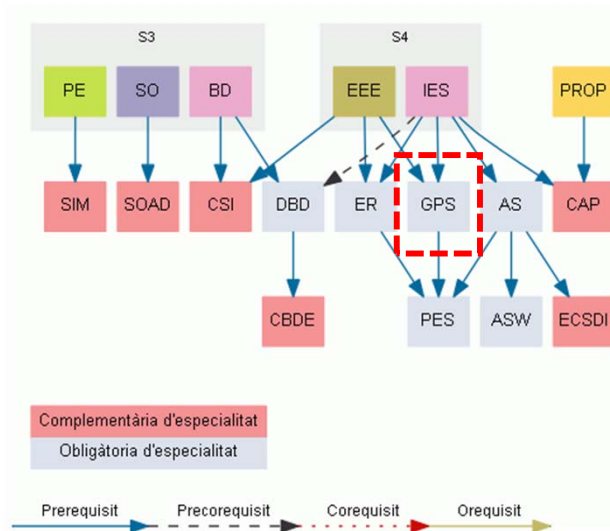 S3
S4
PE
SO
BD
EEE
IES
PROP
SIM
SOAD
CSI
DBD
ER
GPS
AS
CAP
CBDE
PES
ASW
ECSDI
Complementària d'especialitat
Obligàtoria d'especialitat
Prerequisit
Precorequisit
Corequisit
Orequisit